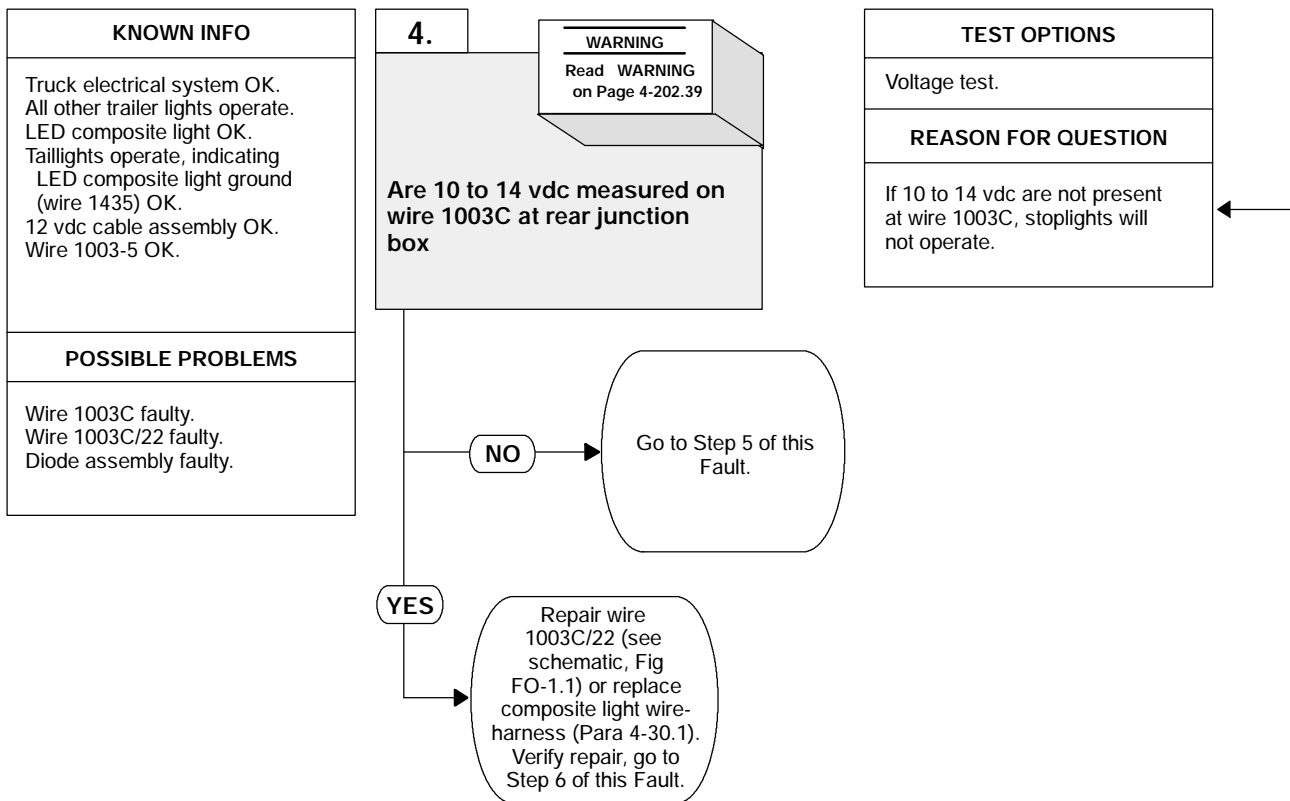 KNOWN INFO
Truck electrical system OK.
All other trailer lights operate.
LED composite light OK.
Taillights operate, indicating
LED composite light ground
(wire 1435) OK.
12 vdc cable assembly OK.
Wire 1003-5 OK.
POSSIBLE PROBLEMS
Wire 1003C faulty.
Wire 1003C/22 faulty.
Diode assembly faulty.
4.
WARNING
Read WARNING
on Page 4-202.39
Are 10 to 14 vdc measured on
wire 1003C at rear junction
box
TEST OPTIONS
Voltage test.
REASON FOR QUESTION
If 10 to 14 vdc are not present
at wire 1003C, stoplights will
not operate.
NO
Go to Step 5 of this
Fault.
YES
Repair wire
1003C/22 (see
schematic, Fig
FO-1.1) or replace
composite light wire-
harness (Para 4-30.1).
Verify repair, go to
Step 6 of this Fault.